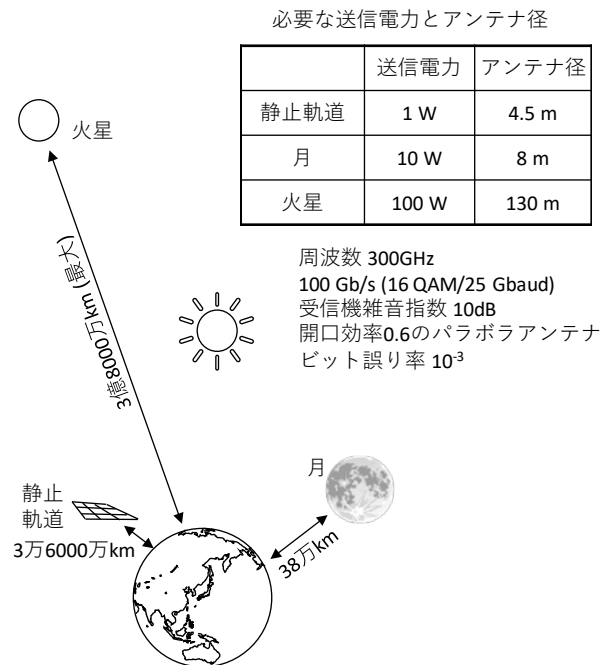 必要な送信電力とアンテナ径
送信電力 アンテナ径
静止軌道 1 W 4.5 m
月 10 W 8 m
火星 100 W 130 m
火星
3億8000万km (最大)
周波数 300GHz
100 Gb/s (16 QAM/25 Gbaud)
受信機雑音指数 10dB
開口効率0.6のパラボラアンテナ
ビット誤り率 10-3
月
静止
軌道
3万6000万km
38万km